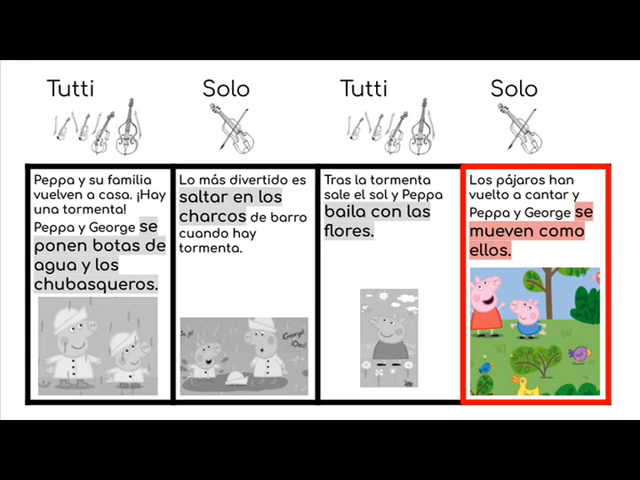 Tutti
Solo
Tutti
Solo
Peppa y su familia
vuelven a casa. ¡Hay
una tormenta!
Peppa y George se
ponen botas de
agua y los
chubasqueros.
Lo más divertido es
saltar en los
charcos de barro
cuando hay
tormenta.
Tras la tormenta
sale el sol y Peppa
baila con las
flores.
Los pájaros han
vuelto a cantar y
Peppa y George se
mueven como
ellos.
¡George!